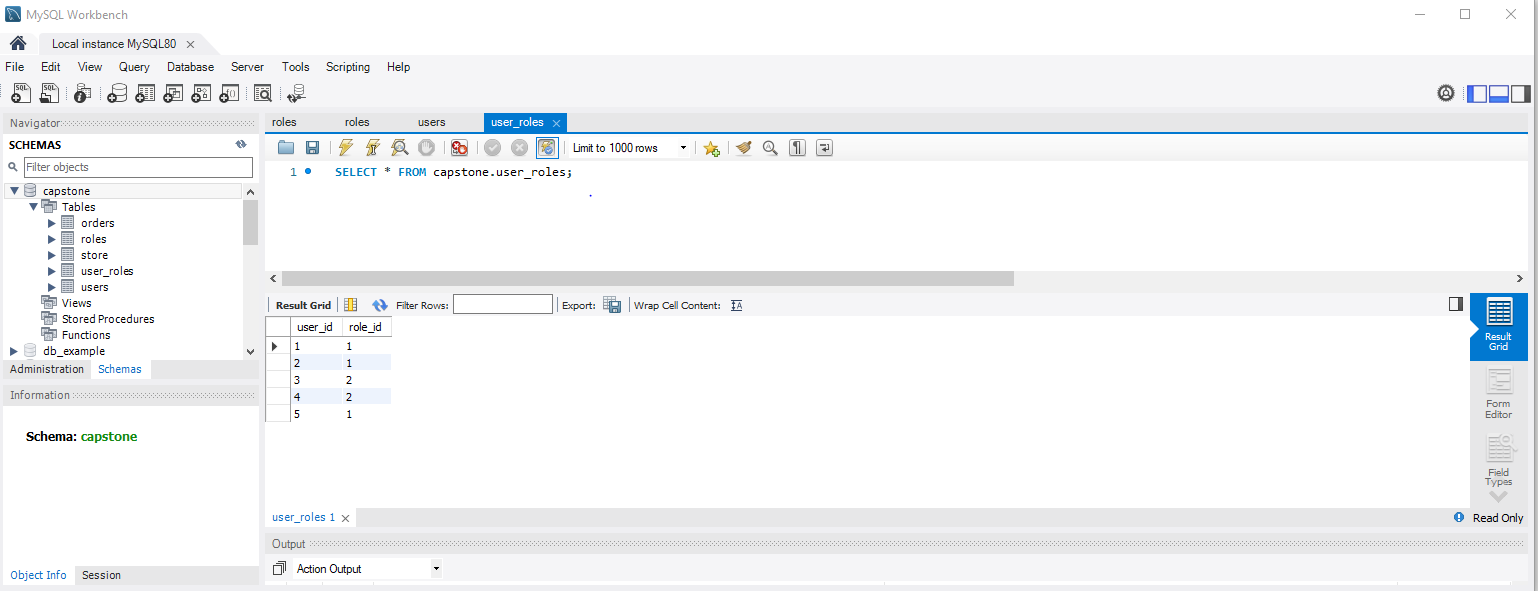 MySQL Workbench
Local instance MySQL80
File Edit View Query Database Server Tools Scripting Help
Navigator
SCHEMAS
Filter objects
capstone
Tables
orders
roles
store
user_roles
users
Views
Stored Procedures
Functions
db_example
Administration Schemas
Information
Schema: capstone
Object Info Session
roles roles users user_roles
Limit to 1000 rows
1 SELECT * FROM capstone.user_roles;
Result Grid Filter Rows: Export: Wrap Cell Content:
user_id role_id
1 1
2 1
3 2
4 2
5 1
Result
Grid
Form
Editor
Field
Types
user_roles 1
Read Only
Output
Action Output